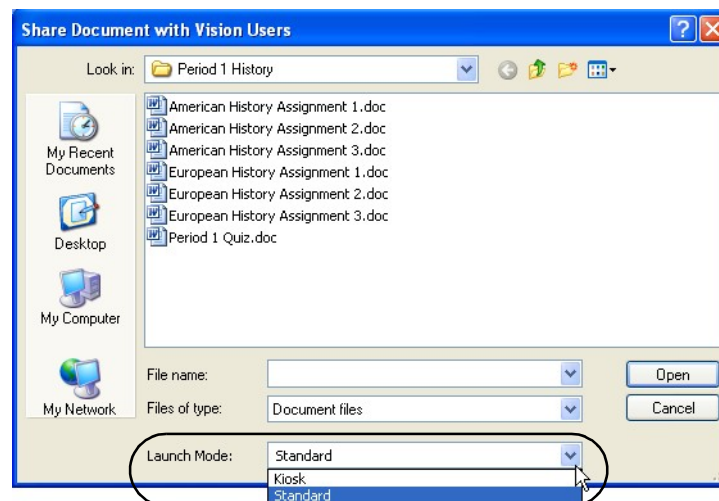 Share Document with Vision Users
Look in: Period 1 History
My Recent Documents
Desktop
My Computer
My Network
American History Assignment 1.doc
American History Assignment 2.doc
American History Assignment 3.doc
European History Assignment 1.doc
European History Assignment 2.doc
European History Assignment 3.doc
Period 1 Quiz.doc
File name:
Open
Files of type: Document files
Cancel
Launch Mode: Standard
Kiosk
Standard